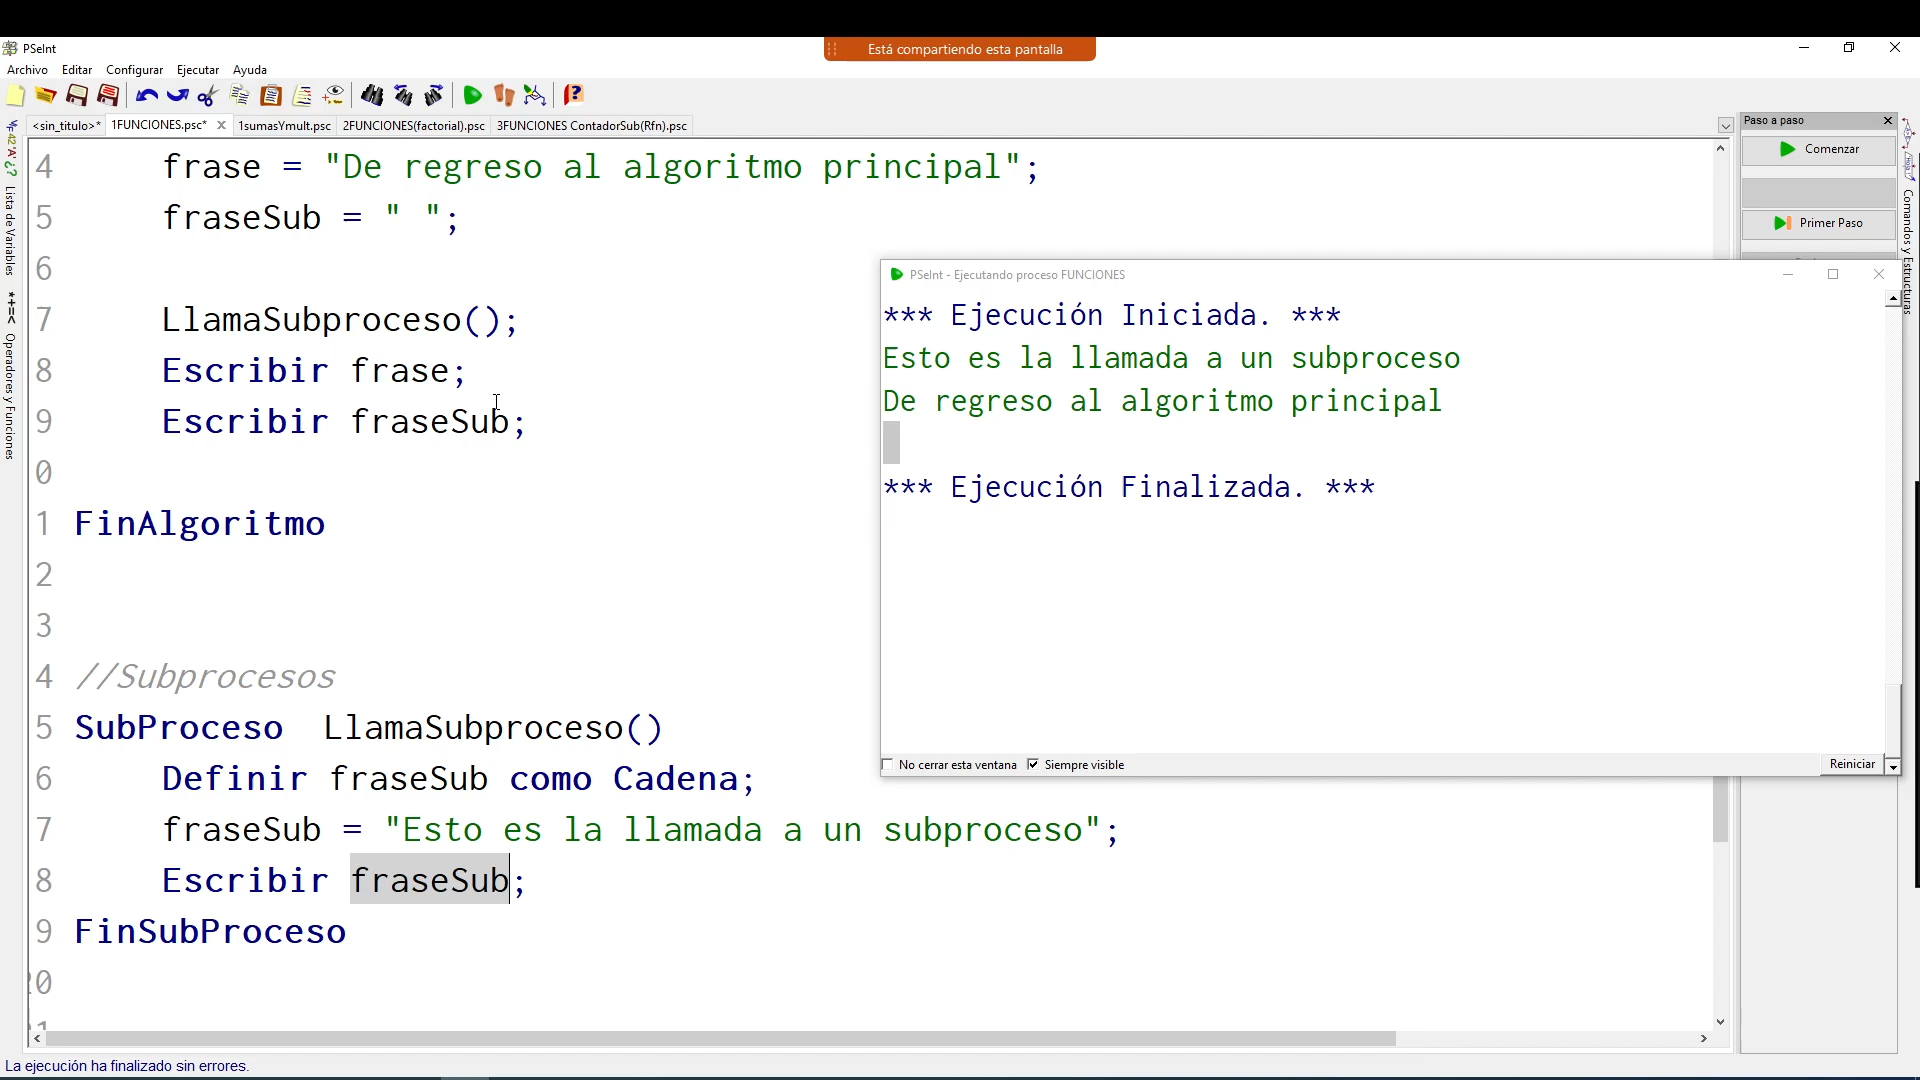 PSeInt
Está compartiendo esta pantalla
Archivo Editar Configurar Ejecutar Ayuda
<sin_titulo>* 1FUNCIONES.psc* 1sumasYmult.psc 2FUNCIONES(factorial).psc 3FUNCIONES ContadorSub(Rfn).psc
Paso a paso
Comenzar
Primer Paso
Comandos y Estructuras
Lista de Variables
*+=< Operadores y Funciones
4 frase = "De regreso al algoritmo principal";
5 fraseSub = " ";
6
7 LlamaSubproceso();
8 Escribir frase;
9 Escribir fraseSub;
0
1 FinAlgoritmo
2
3
4 //Subprocesos
5 SubProceso LlamaSubproceso()
6 Definir fraseSub como Cadena;
7 fraseSub = "Esto es la llamada a un subproceso";
8 Escribir fraseSub;
9 FinSubProceso
20
PSeInt - Ejecutando proceso FUNCIONES
*** Ejecución Iniciada. ***
Esto es la llamada a un subproceso
De regreso al algoritmo principal
*** Ejecución Finalizada. ***
No cerrar esta ventana Siempre visible Reiniciar
La ejecución ha finalizado sin errores.